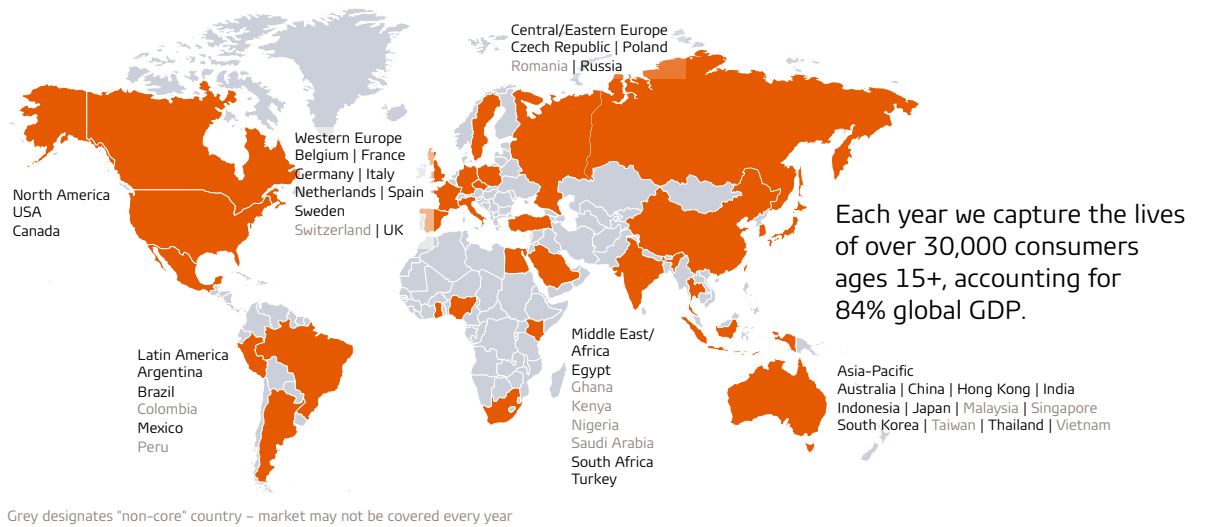 Central/Eastern Europe
Czech Republic | Poland
Romania | Russia
Western Europe
Belgium | France
Germany | Italy
Netherlands | Spain
Sweden
Switzerland | UK
North America
USA
Canada
Each year we capture the lives
of over 30,000 consumers
ages 15+, accounting for
84% global GDP.
Latin America
Argentina
Brazil
Colombia
Mexico
Peru
Middle East/
Africa
Egypt
Ghana
Kenya
Nigeria
Saudi Arabia
South Africa
Turkey
Asia-Pacific
Australia | China | Hong Kong | India
Indonesia | Japan | Malaysia | Singapore
South Korea | Taiwan | Thailand | Vietnam
Grey designates "non-core" country – market may not be covered every year